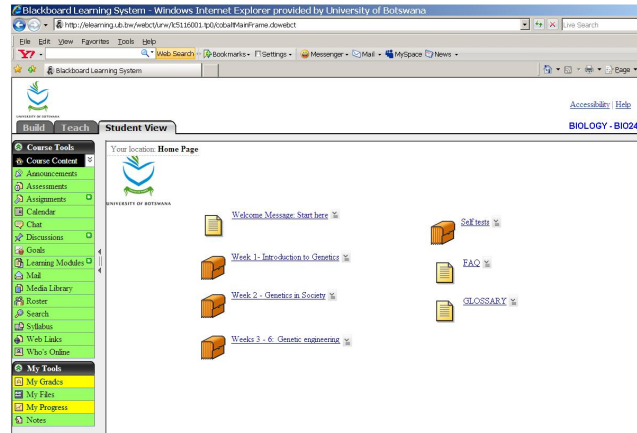 Blackboard Learning System - Windows Internet Explorer provided by University of Botswana
http://elearning.ub.bw/webct/urw/lc5116001.tp0/cobaltMainFrame.dowebct
Live Search
File Edit View Favorites Tools Help
Y! Web Search Bookmarks Settings Messenger Mail MySpace News
Blackboard Learning System
Page
UNIVERSITY OF BOTSWANA
Accessibility | Help
Build Teach Student View
BIOLOGY - BIO24
Course Tools
Course Content
Announcements
Assessments
Assignments
Calendar
Chat
Discussions
Goals
Learning Modules
Mail
Media Library
Roster
Search
Syllabus
Web Links
Who's Online
My Tools
My Grades
My Files
My Progress
Notes
Your location: Home Page
UNIVERSITY OF BOTSWANA
Welcome Message: Start here
Self tests
Week 1- Introduction to Genetics
FAQ
Week 2 - Genetics in Society
GLOSSARY
Weeks 3 - 6: Genetic engineering